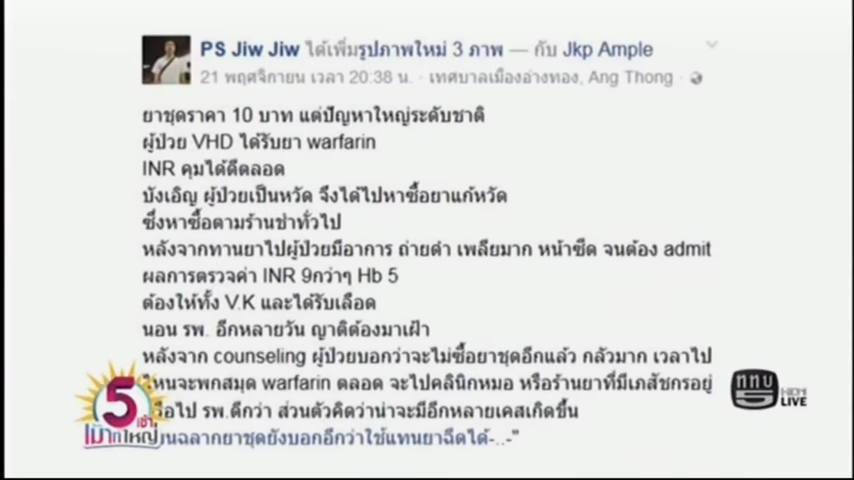 PS Jiw Jiw ได้เพิ่มรูปภาพใหม่ 3 ภาพ — กับ Jkp Ample
21 พฤศจิกายน เวลา 20:38 น. · เทศบาลเมืองอ่างทอง, Ang Thong ·
ยาชุดราคา 10 บาท แต่ปัญหาใหญ่ระดับชาติ
ผู้ป่วย VHD ได้รับยา warfarin
INR คุมได้ดีตลอด
บังเอิญ ผู้ป่วยเป็นหวัด จึงได้ไปหาซื้อยาแก้หวัด
ซึ่งหาซื้อตามร้านชำทั่วไป
หลังจากทานยาไปผู้ป่วยมีอาการ ถ่ายดำ เพลียมาก หน้าซีด จนต้อง admit
ผลการตรวจค่า INR 9กว่าๆ Hb 5
ต้องให้ทั้ง V.K และได้รับเลือด
นอน รพ. อีกหลายวัน ญาติต้องมาเฝ้า
หลังจาก counseling ผู้ป่วยบอกว่าจะไม่ซื้อยาชุดอีกแล้ว กลัวมาก เวลาไป
ไหนจะพกสมุด warfarin ตลอด จะไปคลินิกหมอ หรือร้านยาที่มีเภสัชกรอยู่
ไป รพ.ดีกว่า ส่วนตัวคิดว่าน่าจะมีอีกหลายเคสเกิดขึ้น
ฉลากยาชุดยังบอกอีกว่าใช้แทนยาฉีดได้-..-"
5 เช้า
ททบ 5
LIVE